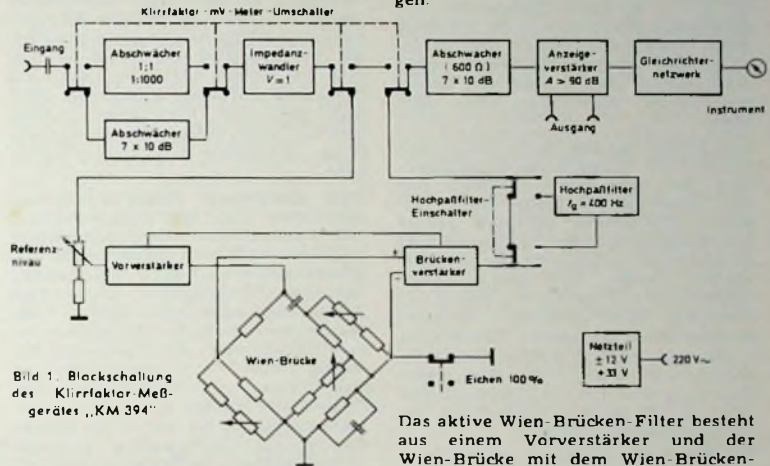 gen.
Klirrfaktor - mV-Meter-Umschalter
Eingang
Abschwächer
1:1
1:1000
Impedanz-
wandler
V = 1
Abschwächer
(600 Ω)
7 x 10 dB
Anzeige-
verstärker
A > 90 dB
Gleichrichter-
netzwerk
Instrument
Abschwächer
7 x 10 dB
Ausgang
Hochpaßfilter-
Einschalter
Hochpaßfilter
fg = 400 Hz
Referenz-
niveau
Vorverstärker
+
Brücken-
verstärker
-
Wien-Brücke
Eichen 100%
Netzteil
± 12 V
+33 V
220 V~
Bild 1. Blockschaltung
des Klirrfaktor-Meß-
gerätes „KM 394"
Das aktive Wien-Brücken-Filter besteht
aus einem Vorverstärker und der
Wien-Brücke mit dem Wien-Brücken-